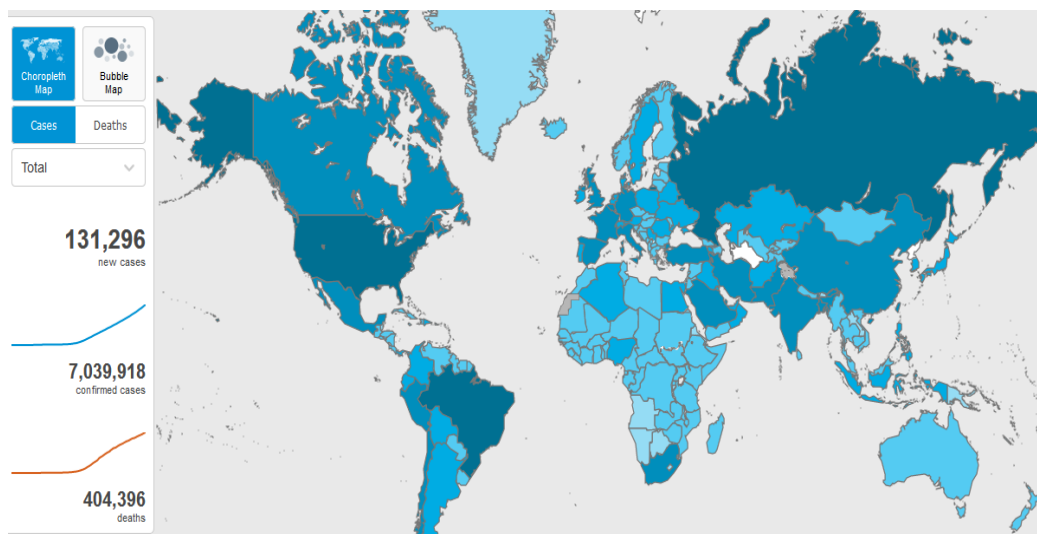 Choropleth
Map
Bubble
Map
Cases
Deaths
Total
131,296
new cases
7,039,918
confirmed cases
404,396
deaths